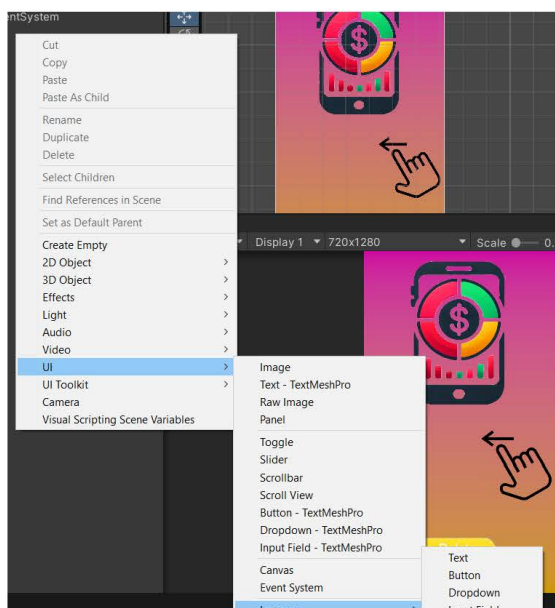 entSystem
Cut
Copy
Paste
Paste As Child
Rename
Duplicate
Delete
Select Children
Find References in Scene
Set as Default Parent
Create Empty
2D Object
3D Object
Effects
Light
Audio
Video
UI
UI Toolkit
Camera
Visual Scripting Scene Variables
Display 1 720x1280 Scale 0.
$
$
Image
Text - TextMeshPro
Raw Image
Panel
Toggle
Slider
Scrollbar
Scroll View
Button - TextMeshPro
Dropdown - TextMeshPro
Input Field - TextMeshPro
Canvas
Event System
Text
Button
Dropdown